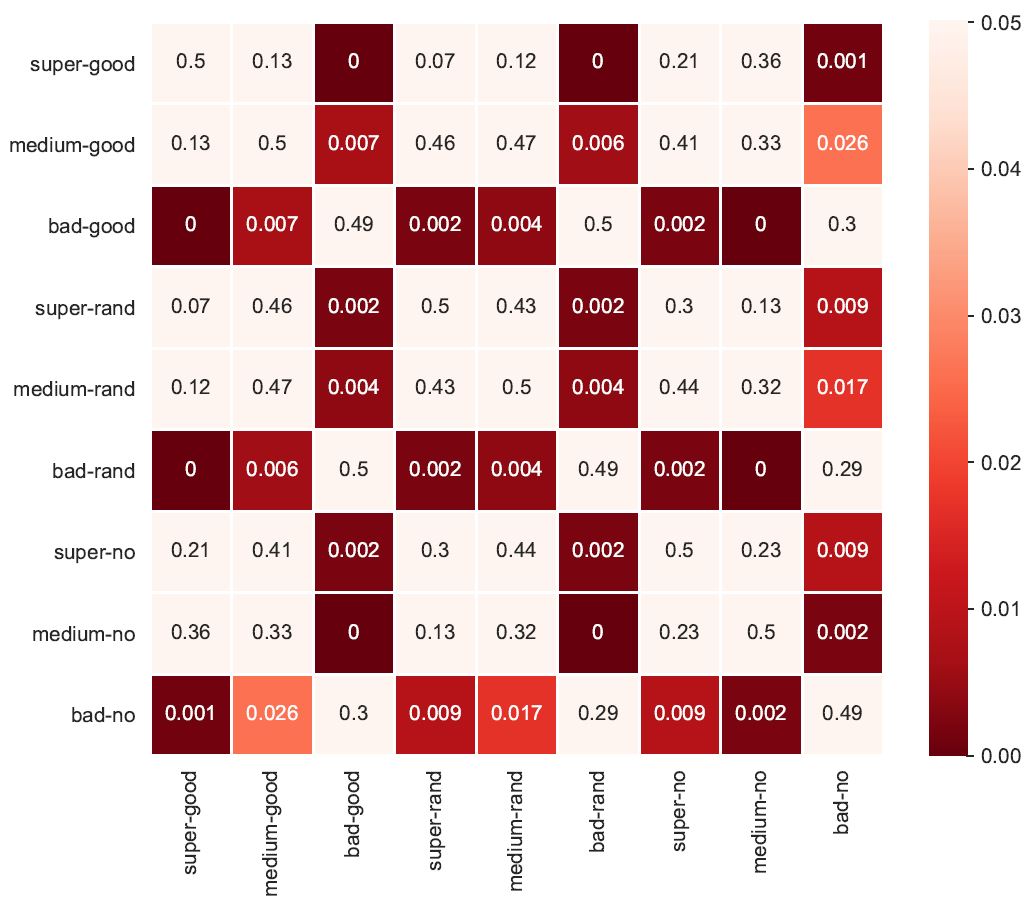 super-good 0.5 0.13 0 0.07 0.12 0 0.21 0.36 0.001
medium-good 0.13 0.5 0.007 0.46 0.47 0.006 0.41 0.33 0.026
bad-good 0 0.007 0.49 0.002 0.004 0.5 0.002 0 0.3
super-rand 0.07 0.46 0.002 0.5 0.43 0.002 0.3 0.13 0.009
medium-rand 0.12 0.47 0.004 0.43 0.5 0.004 0.44 0.32 0.017
bad-rand 0 0.006 0.5 0.002 0.004 0.49 0.002 0 0.29
super-no 0.21 0.41 0.002 0.3 0.44 0.002 0.5 0.23 0.009
medium-no 0.36 0.33 0 0.13 0.32 0 0.23 0.5 0.002
bad-no 0.001 0.026 0.3 0.009 0.017 0.29 0.009 0.002 0.49
super-good
medium-good
bad-good
super-rand
medium-rand
bad-rand
super-no
medium-no
bad-no
0.05
0.04
0.03
0.02
0.01
0.00